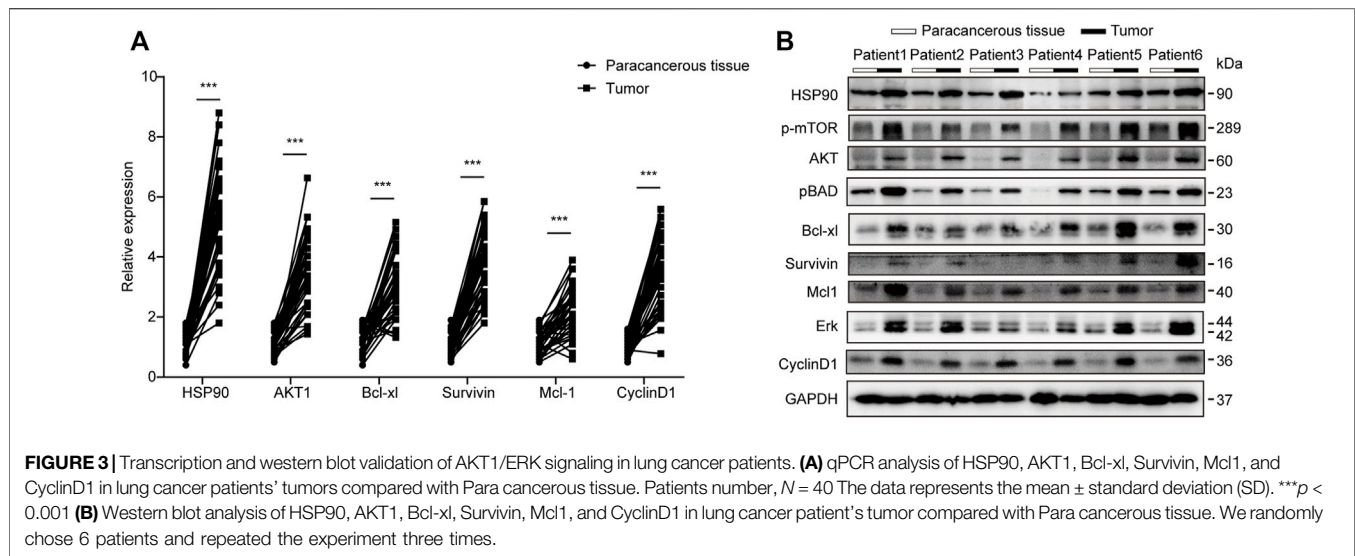 A
Paracancerous tissue
Tumor
Relative expression
10
8
6
4
2
0
***
***
***
***
***
***
HSP90 AKT1 Bcl-xl Survivin Mcl-1 CyclinD1
B
Paracancerous tissue Tumor
Patient1 Patient2 Patient3 Patient4 Patient5 Patient6 kDa
HSP90 -90
p-mTOR -289
AKT -60
pBAD -23
Bcl-xl -30
Survivin -16
Mcl1 -40
Erk -44
-42
CyclinD1 -36
GAPDH -37
FIGURE 3 | Transcription and western blot validation of AKT1/ERK signaling in lung cancer patients. (A) qPCR analysis of HSP90, AKT1, Bcl-xl, Survivin, Mcl1, and
CyclinD1 in lung cancer patients' tumors compared with Para cancerous tissue. Patients number, N = 40 The data represents the mean ± standard deviation (SD). ***p <
0.001 (B) Western blot analysis of HSP90, AKT1, Bcl-xl, Survivin, Mcl1, and CyclinD1 in lung cancer patient's tumor compared with Para cancerous tissue. We randomly
chose 6 patients and repeated the experiment three times.